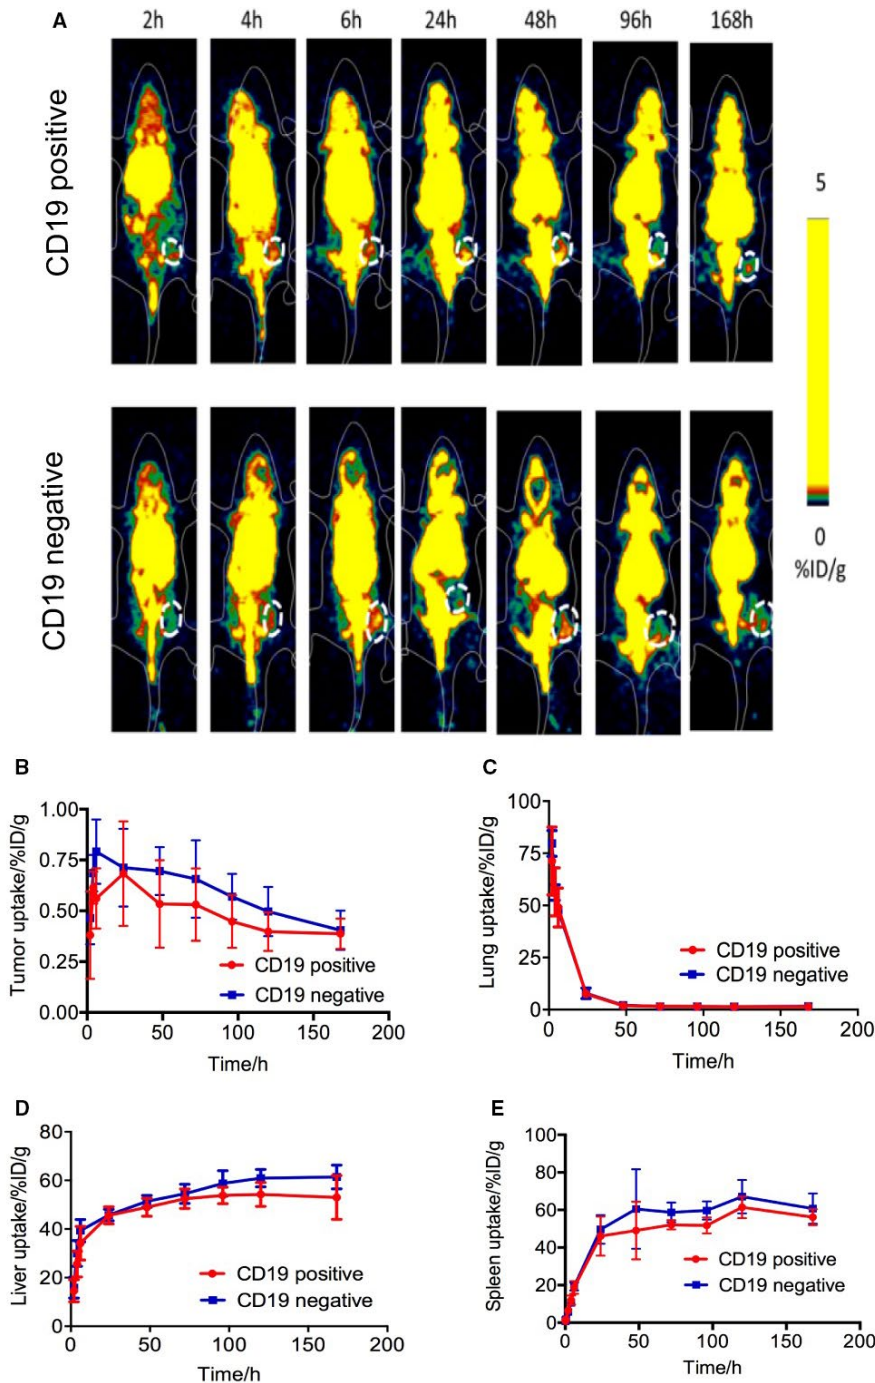 A
2h 4h 6h 24h 48h 96h 168h
CD19 positive
5
0
%ID/g
CD19 negative
B
Tumor uptake/%ID/g
1.00
0.75
0.50
0.25
0.00
0 50 100 150 200
Time/h
CD19 positive
CD19 negative
C
Lung uptake/%ID/g
100
75
50
25
0
0 50 100 150 200
Time/h
CD19 positive
CD19 negative
D
Liver uptake/%ID/g
80
60
40
20
0
0 50 100 150 200
Time/h
CD19 positive
CD19 negative
E
Spleen uptake/%ID/g
100
80
60
40
20
0
0 50 100 150 200
Time/h
CD19 positive
CD19 negative